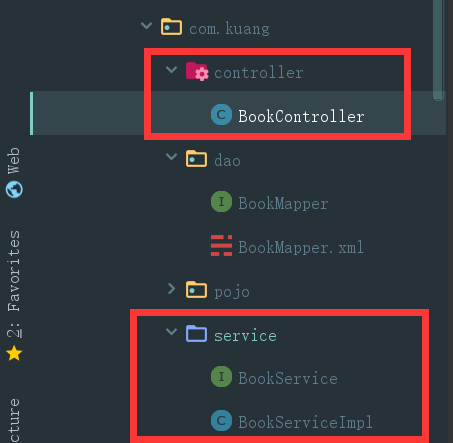 com.kuang
controller
BookController
dao
BookMapper
BookMapper.xml
pojo
service
BookService
BookServiceImpl
Web
2: Favorites
cture